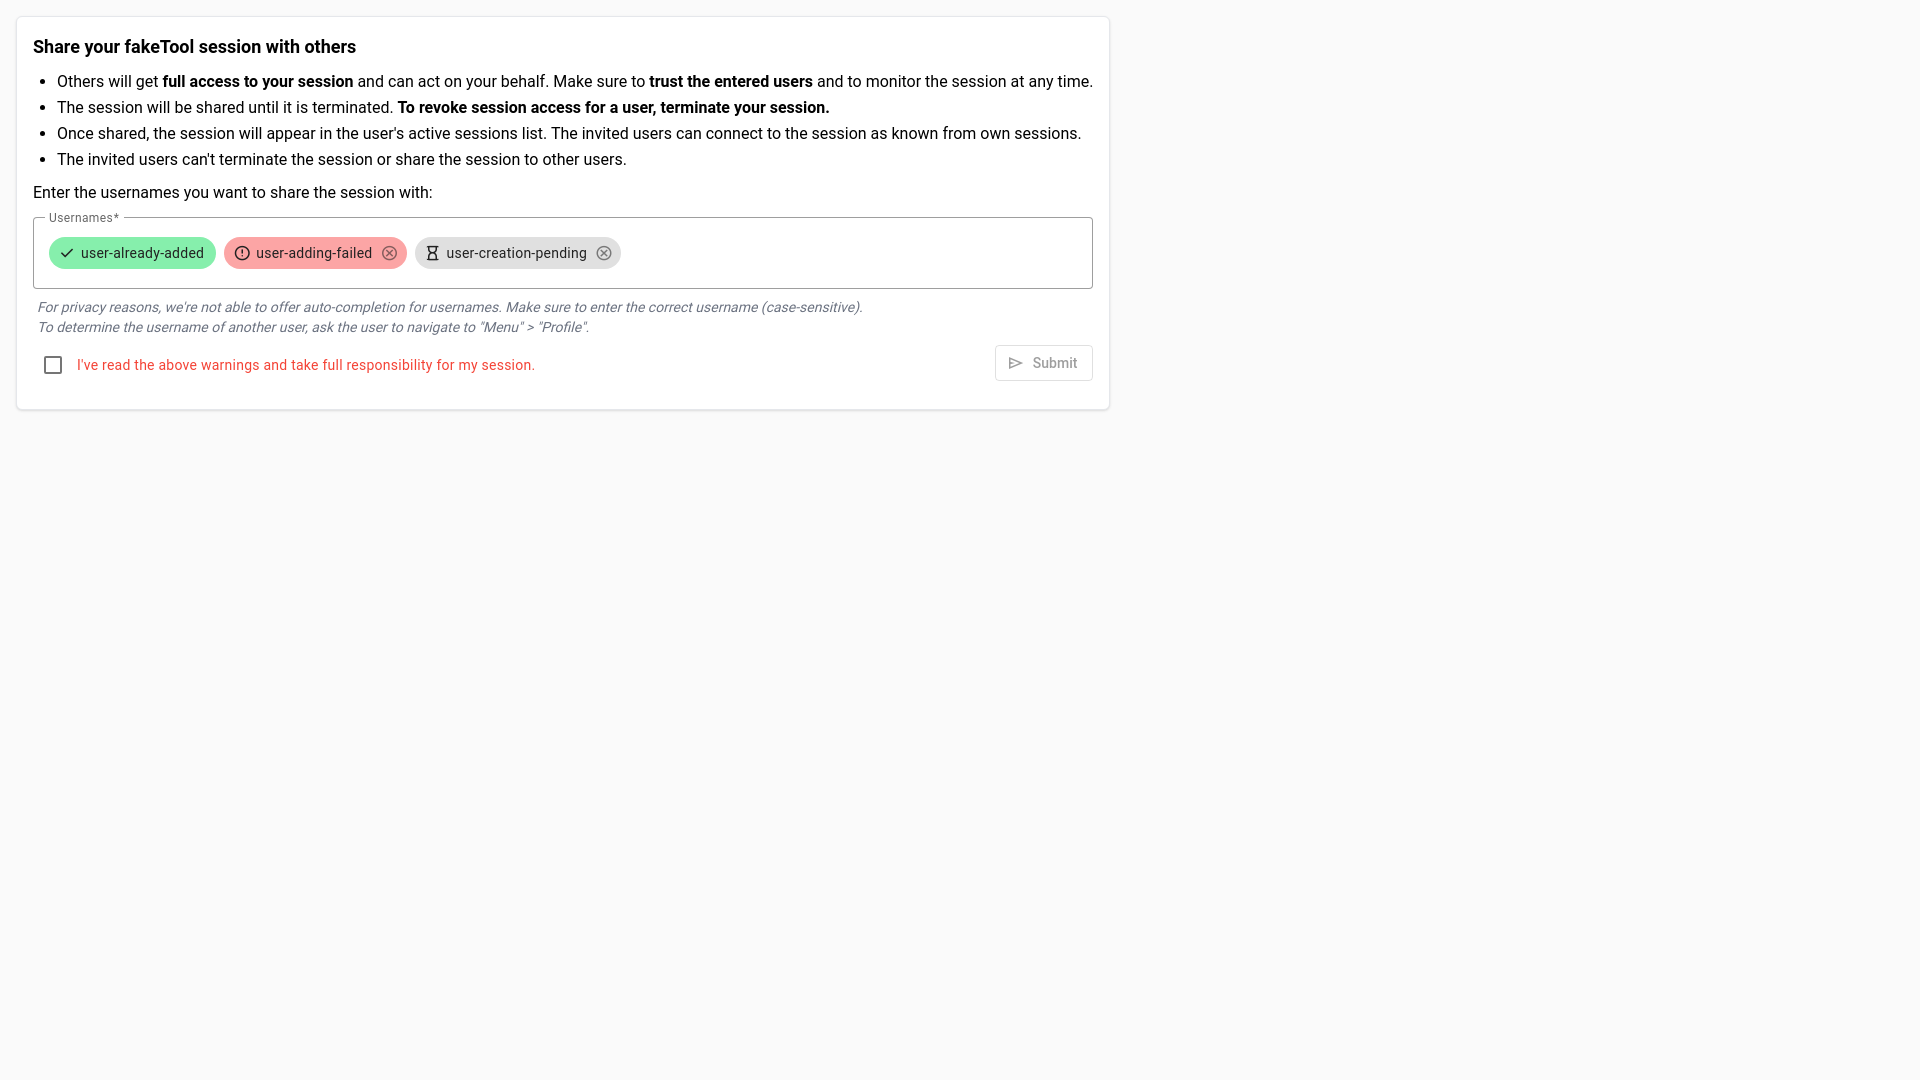 Share your fakeTool session with others
Others will get full access to your session and can act on your behalf. Make sure to trust the entered users and to monitor the session at any time.
The session will be shared until it is terminated. To revoke session access for a user, terminate your session.
Once shared, the session will appear in the user's active sessions list. The invited users can connect to the session as known from own sessions.
The invited users can't terminate the session or share the session to other users.
Enter the usernames you want to share the session with:
Usernames*
user-already-added user-adding-failed user-creation-pending
For privacy reasons, we're not able to offer auto-completion for usernames. Make sure to enter the correct username (case-sensitive).
To determine the username of another user, ask the user to navigate to "Menu" > "Profile".
I've read the above warnings and take full responsibility for my session. Submit